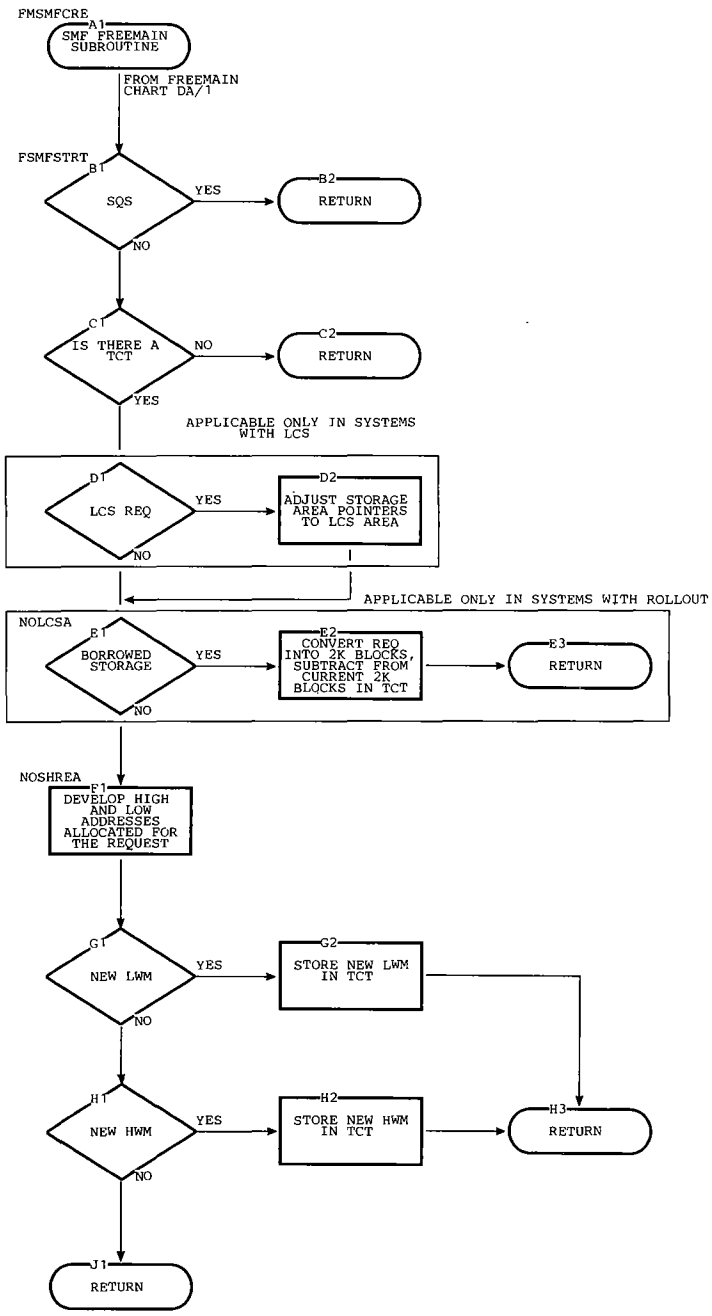 FMSMFCRE
A1
SMF FREEMAIN
SUBROUTINE
FROM FREEMAIN
CHART DA/1
FSMFSTRT
B1
SQS
YES
NO
B2
RETURN
C1
IS THERE A
TCT
NO
YES
C2
RETURN
APPLICABLE ONLY IN SYSTEMS
WITH LCS
D1
LCS REQ
YES
NO
D2
ADJUST STORAGE
AREA POINTERS
TO LCS AREA
APPLICABLE ONLY IN SYSTEMS WITH ROLLOUT
NOLCSA
E1
BORROWED
STORAGE
YES
NO
E2
CONVERT REQ
INTO 2K BLOCKS,
SUBTRACT FROM
CURRENT 2K
BLOCKS IN TCT
E3
RETURN
NOSHREA
F1
DEVELOP HIGH
AND LOW
ADDRESSES
ALLOCATED FOR
THE REQUEST
G1
NEW LWM
YES
NO
G2
STORE NEW LWM
IN TCT
H1
NEW HWM
YES
NO
H2
STORE NEW HWM
IN TCT
H3
RETURN
J1
RETURN